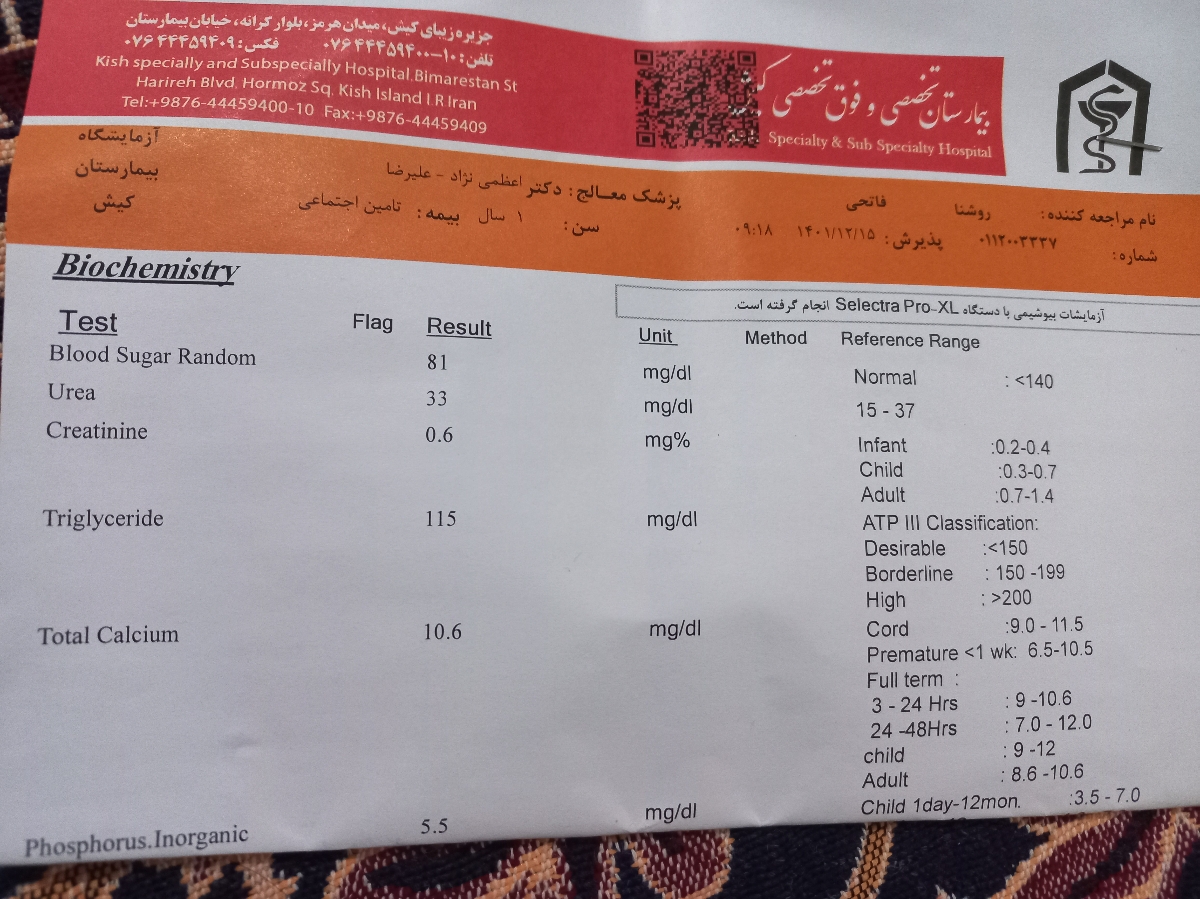 جزیره زیبای کیش، میدان هرمز، بلوار کرانه، خیابان بیمارستان
تلفن: ۱۰-۰۷۶۴۴۴۵۹۴۰۰ فکس: ۰۷۶۴۴۴۵۹۴۰۹
Kish specially and Subspecially Hospital.Bimarestan St
Harireh Blvd, Hormoz Sq. Kish Island I.R Iran
Tel:+9876-44459400-10 Fax:+9876-44459409
بیمارستان تخصصی و فوق تخصصی کیش
Specialty & Sub Specialty Hospital
آزمایشگاه
بیمارستان
کیش
نام مراجعه کننده: روشنا فاتحی
پزشک معالج: دکتر اعظمی نژاد - علیرضا
شماره: ۰۱۱۲۰۰۳۳۳۷ پذیرش: ۱۴۰۱/۱۲/۱۵ ۰۹:۱۸
سن: ۱ سال بیمه: تامین اجتماعی
Biochemistry
آزمایشات بیوشیمی با دستگاه Selectra Pro-XL انجام گرفته است.
Test Flag Result Unit Method Reference Range
Blood Sugar Random 81 mg/dl Normal : <140
Urea 33 mg/dl 15 - 37
Creatinine 0.6 mg% Infant :0.2-0.4
Child :0.3-0.7
Adult :0.7-1.4
Triglyceride 115 mg/dl ATP III Classification:
Desirable :<150
Borderline : 150 -199
High : >200
Total Calcium 10.6 mg/dl Cord :9.0 - 11.5
Premature <1 wk: 6.5-10.5
Full term :
3 - 24 Hrs : 9 -10.6
24 -48Hrs : 7.0 - 12.0
child : 9 -12
Adult : 8.6 -10.6
Phosphorus.Inorganic 5.5 mg/dl Child 1day-12mon. :3.5 - 7.0